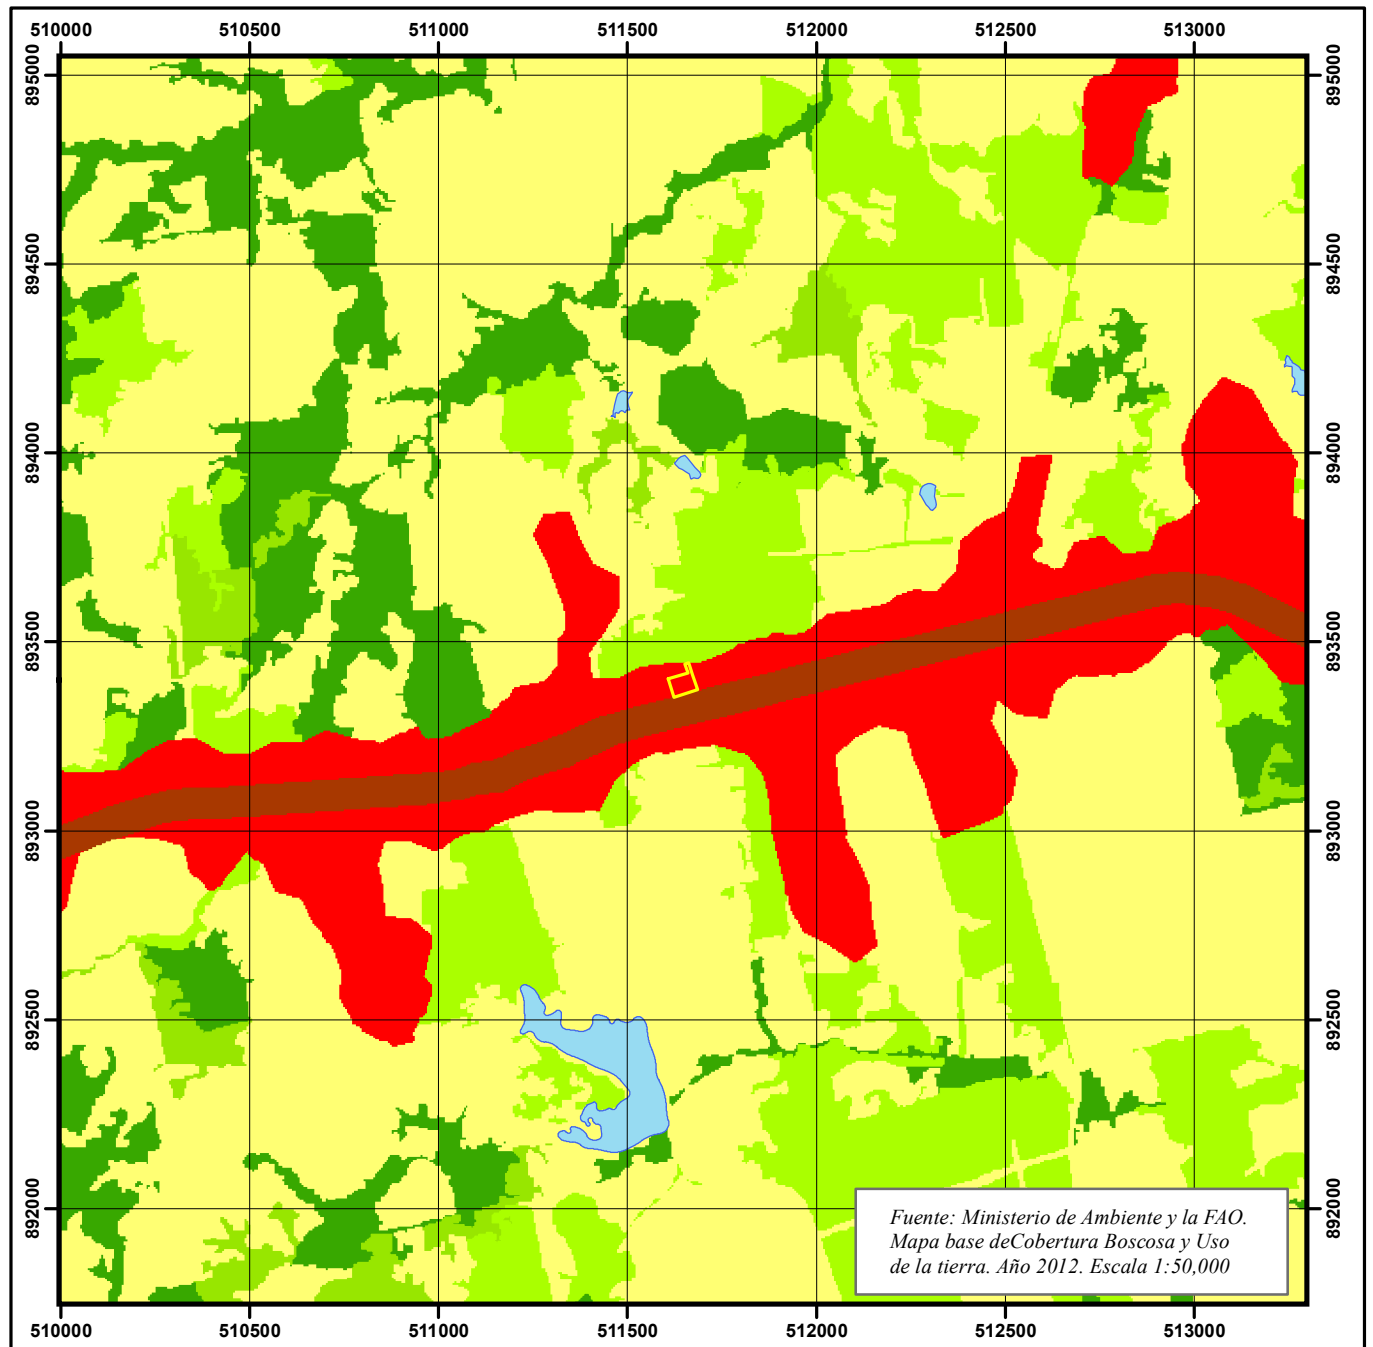 510000 510500 511000 511500 512000 512500 513000
895000 895000
894500 894500
894000 894000
893500 893500
893000 893000
892500 892500
892000 892000
Fuente: Ministerio de Ambiente y la FAO.
Mapa base deCobertura Boscosa y Uso
de la tierra. Año 2012. Escala 1:50,000
510000 510500 511000 511500 512000 512500 513000